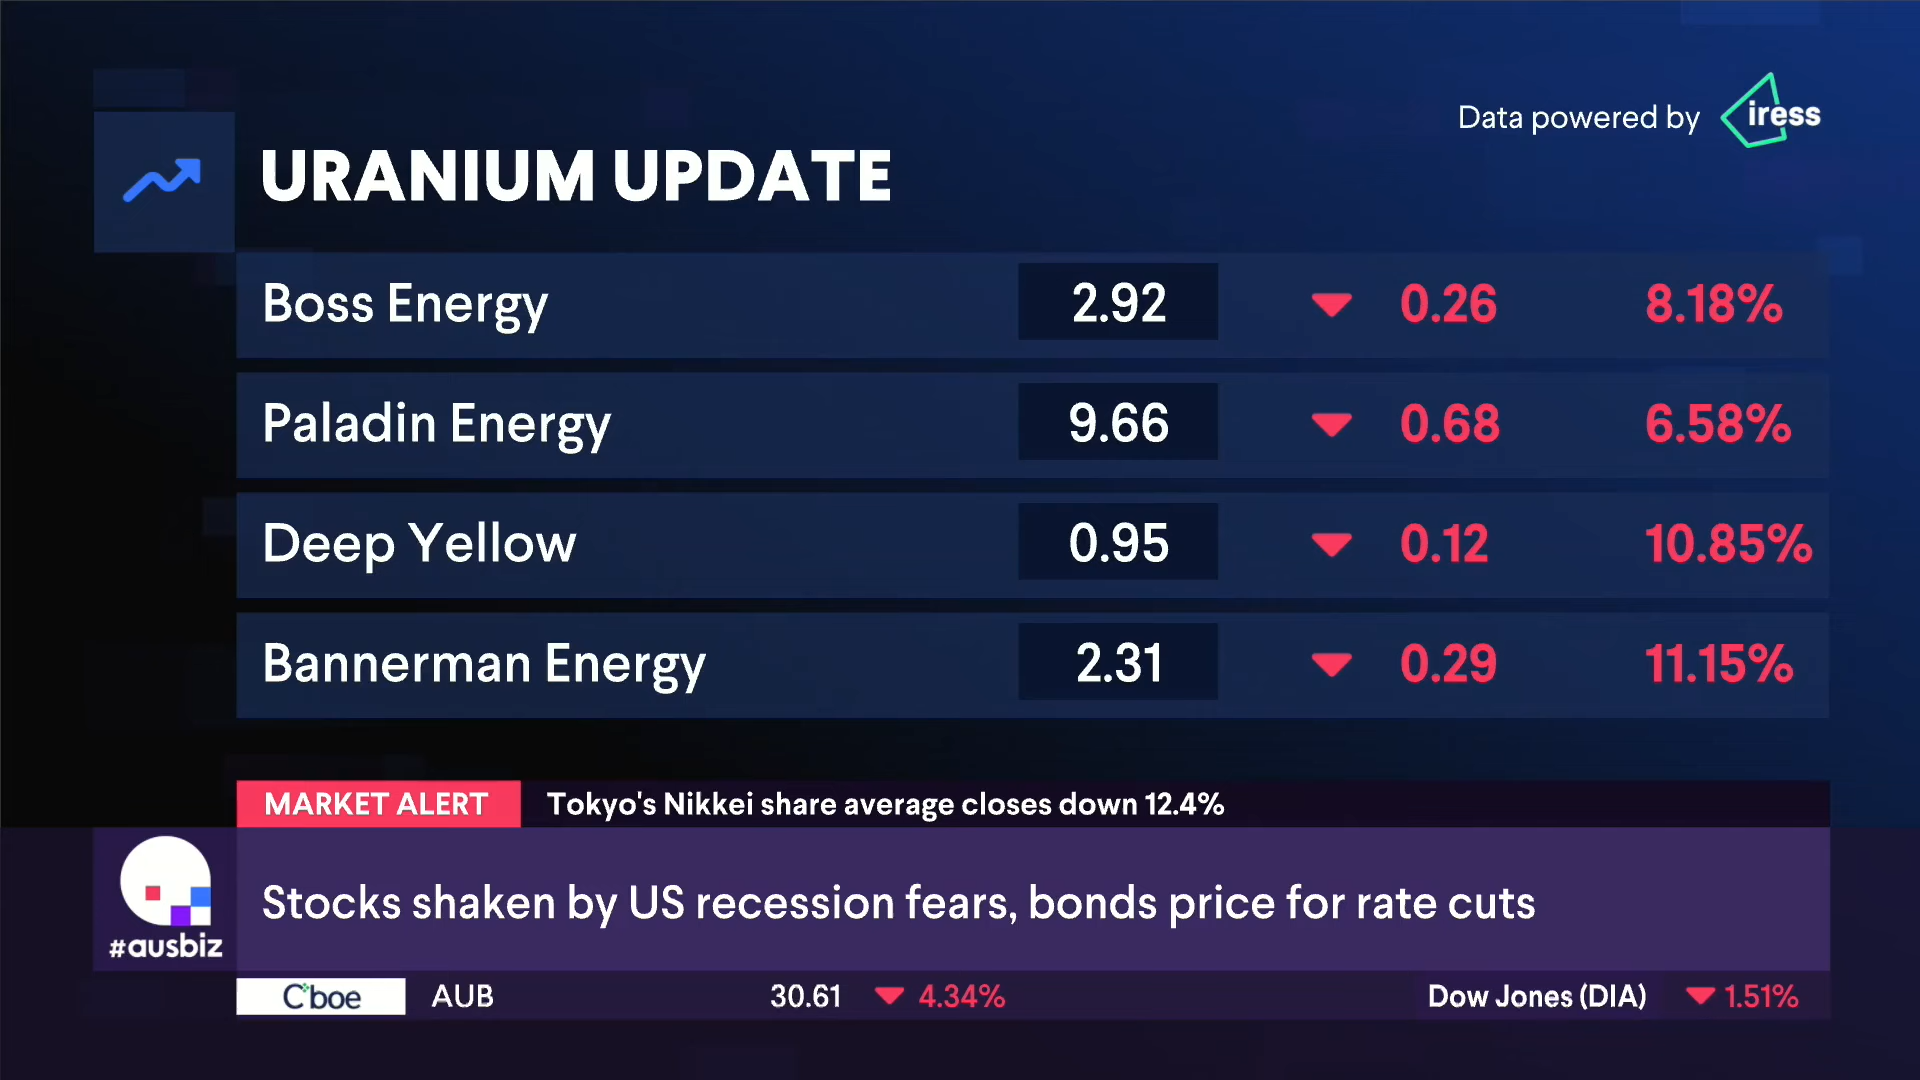 Data powered by iress
URANIUM UPDATE
Boss Energy 2.92 0.26 8.18%
Paladin Energy 9.66 0.68 6.58%
Deep Yellow 0.95 0.12 10.85%
Bannerman Energy 2.31 0.29 11.15%
MARKET ALERT Tokyo's Nikkei share average closes down 12.4%
Stocks shaken by US recession fears, bonds price for rate cuts
#ausbiz
Cboe AUB 30.61 4.34% Dow Jones (DIA) 1.51%